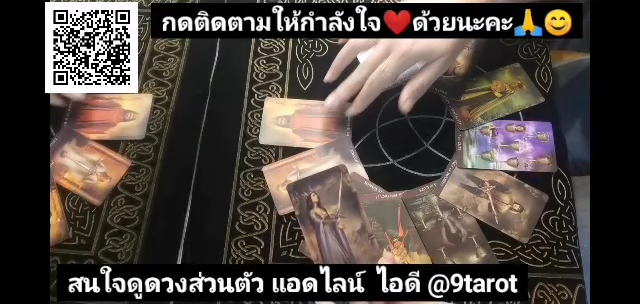 กดติดตามให้กำลังใจ❤️ด้วยนะคะ🙏😊
สนใจดูดวงส่วนตัว แอดไลน์ ไอดี @9tarot